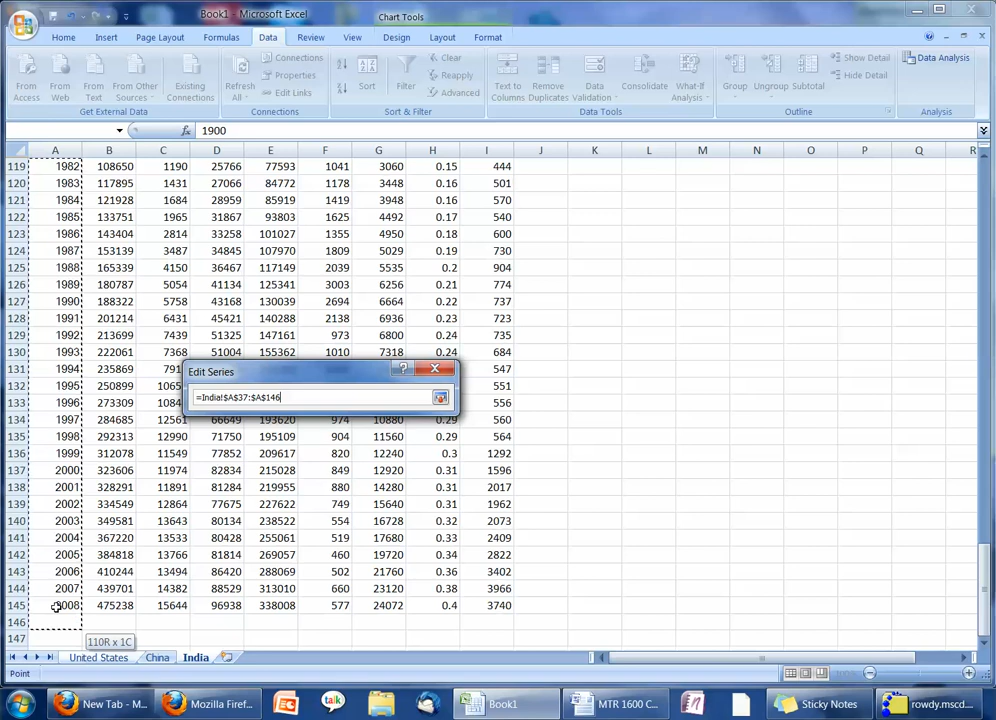 Book1 - Microsoft Excel Chart Tools
Home Insert Page Layout Formulas Data Review View Design Layout Format
From Access From Web From Text From Other Sources Existing Connections Refresh All Connections Properties Edit Links Sort Filter Clear Reapply Advanced Text to Columns Remove Duplicates Data Validation Consolidate What-If Analysis Group Ungroup Subtotal Show Detail Hide Detail Data Analysis
Get External Data Connections Sort & Filter Data Tools Outline Analysis
fx 1900
A B C D E F G H I J K L M N O P Q R
119 1982 108650 1190 25766 77593 1041 3060 0.15 444
120 1983 117895 1431 27066 84772 1178 3448 0.16 501
121 1984 121928 1684 28959 85919 1419 3948 0.16 570
122 1985 133751 1965 31867 93803 1625 4492 0.17 540
123 1986 143404 2814 33258 101027 1355 4950 0.18 600
124 1987 153139 3487 34845 107970 1809 5029 0.19 730
125 1988 165339 4150 36467 117149 2039 5535 0.2 904
126 1989 180787 5054 41134 125341 3003 6256 0.21 774
127 1990 188322 5758 43168 130039 2694 6664 0.22 737
128 1991 201214 6431 45421 140288 2138 6936 0.23 723
129 1992 213699 7439 51325 147161 973 6800 0.24 735
130 1993 222061 7368 51004 155362 1010 7318 0.24 684
131 1994 235869 547
132 1995 250899 551
133 1996 273309 556
Edit Series
=India!$A$37:$A$146
134 1997 284685 12561 66649 974 10880 0.29 560
135 1998 292313 12990 71750 195109 904 11560 0.29 564
136 1999 312078 11549 77852 209617 820 12240 0.3 1292
137 2000 323606 11974 82834 215028 849 12920 0.31 1596
138 2001 328291 11891 81284 219955 880 14280 0.31 2017
139 2002 334549 12864 77675 227622 749 15640 0.31 1962
140 2003 349581 13643 80134 238522 554 16728 0.32 2073
141 2004 367220 13533 80428 255061 519 17680 0.33 2409
142 2005 384818 13766 81814 269057 460 19720 0.34 2822
143 2006 410244 13494 86420 288069 502 21760 0.36 3402
144 2007 439701 14382 88529 313010 660 23120 0.38 3966
145 2008 475238 15644 96938 338008 577 24072 0.4 3740
146
147
110R x 1C
United States China India
Point
New Tab - M... Mozilla Firef... talk Book1 MTR 1600 C... Sticky Notes rowdy.mscd....